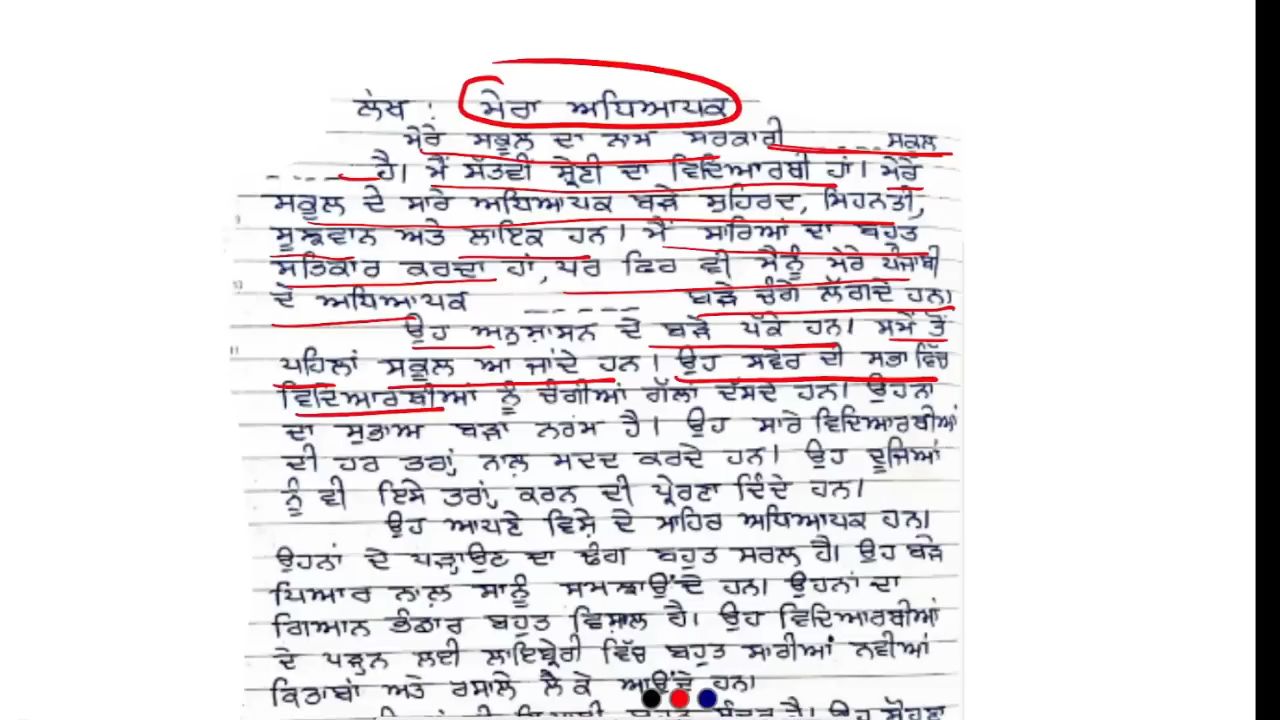 ਲੇਖ : ਮੇਰਾ ਅਧਿਆਪਕ
ਮੇਰੇ ਸਕੂਲ ਦਾ ਨਾਮ ਸਰਕਾਰੀ _ _ _ ਸਕੂਲ
_ _ _ _ ਹੈ। ਮੈਂ ਸੱਤਵੀਂ ਸ਼੍ਰੇਣੀ ਦਾ ਵਿਦਿਆਰਥੀ ਹਾਂ। ਮੇਰੇ
ਸਕੂਲ ਦੇ ਸਾਰੇ ਅਧਿਆਪਕ ਬੜੇ ਸੁਹਿਰਦ, ਮਿਹਨਤੀ,
ਸੂਝਵਾਨ ਅਤੇ ਲਾਇਕ ਹਨ। ਮੈਂ ਸਾਰਿਆਂ ਦਾ ਬਹੁਤ
ਸਤਿਕਾਰ ਕਰਦਾ ਹਾਂ, ਪਰ ਫਿਰ ਵੀ ਮੈਨੂੰ ਮੇਰੇ ਪੰਜਾਬੀ
ਦੇ ਅਧਿਆਪਕ _ _ _ _ _ ਬੜੇ ਚੰਗੇ ਲੱਗਦੇ ਹਨ।
ਉਹ ਅਨੁਸ਼ਾਸਨ ਦੇ ਬੜੇ ਪੱਕੇ ਹਨ। ਸਮੇਂ ਤੋਂ
ਪਹਿਲਾਂ ਸਕੂਲ ਆ ਜਾਂਦੇ ਹਨ। ਉਹ ਸਵੇਰ ਦੀ ਸਭਾ ਵਿੱਚ
ਵਿਦਿਆਰਥੀਆਂ ਨੂੰ ਚੰਗੀਆਂ ਗੱਲਾਂ ਦੱਸਦੇ ਹਨ। ਉਹਨਾਂ
ਦਾ ਸੁਭਾਅ ਬੜਾ ਨਰਮ ਹੈ। ਉਹ ਸਾਰੇ ਵਿਦਿਆਰਥੀਆਂ
ਦੀ ਹਰ ਤਰ੍ਹਾਂ ਨਾਲ਼ ਮਦਦ ਕਰਦੇ ਹਨ। ਉਹ ਦੂਜਿਆਂ
ਨੂੰ ਵੀ ਇਸੇ ਤਰ੍ਹਾਂ ਕਰਨ ਦੀ ਪ੍ਰੇਰਣਾ ਦਿੰਦੇ ਹਨ।
ਉਹ ਆਪਣੇ ਵਿਸ਼ੇ ਦੇ ਮਾਹਿਰ ਅਧਿਆਪਕ ਹਨ।
ਉਹਨਾਂ ਦੇ ਪੜ੍ਹਾਉਣ ਦਾ ਢੰਗ ਬਹੁਤ ਸਰਲ ਹੈ। ਉਹ ਬੜੇ
ਪਿਆਰ ਨਾਲ਼ ਸਾਨੂੰ ਸਮਝਾਉਂਦੇ ਹਨ। ਉਹਨਾਂ ਦਾ
ਗਿਆਨ ਭੰਡਾਰ ਬਹੁਤ ਵਿਸ਼ਾਲ ਹੈ। ਉਹ ਵਿਦਿਆਰਥੀਆਂ
ਦੇ ਪੜ੍ਹਨ ਲਈ ਲਾਇਬ੍ਰੇਰੀ ਵਿੱਚ ਬਹੁਤ ਸਾਰੀਆਂ ਨਵੀਆਂ
ਕਿਤਾਬਾਂ ਅਤੇ ਰਸਾਲੇ ਲੈ ਕੇ ਆਉਂਦੇ ਹਨ।